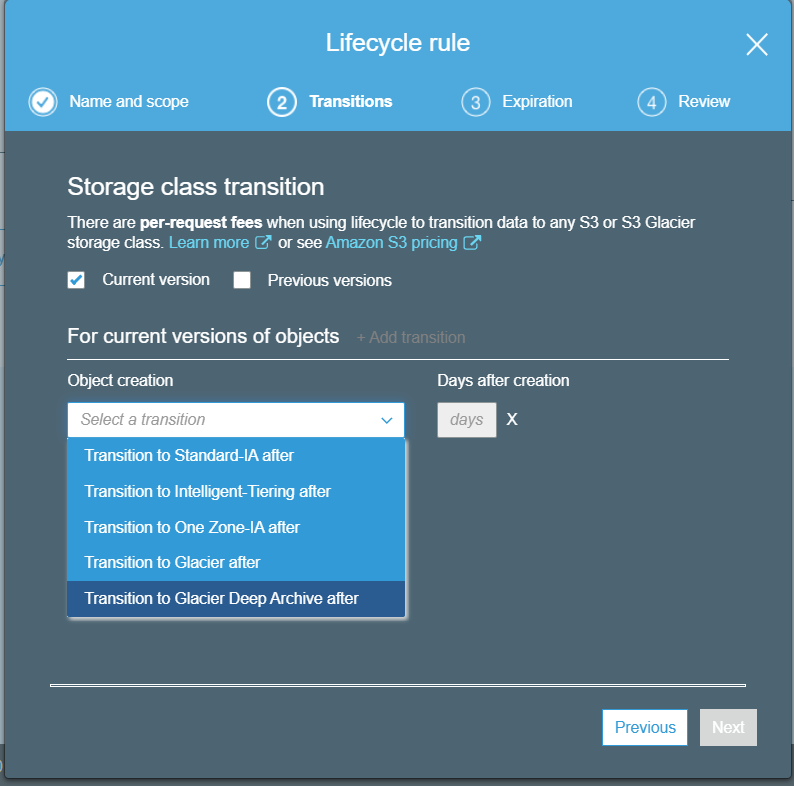 Lifecycle rule
Name and scope
2 Transitions
3 Expiration
4 Review
Storage class transition
There are per-request fees when using lifecycle to transition data to any S3 or S3 Glacier
storage class. Learn more or see Amazon S3 pricing
Current version Previous versions
For current versions of objects + Add transition
Object creation Days after creation
Select a transition days X
Transition to Standard-IA after
Transition to Intelligent-Tiering after
Transition to One Zone-IA after
Transition to Glacier after
Transition to Glacier Deep Archive after
Previous Next